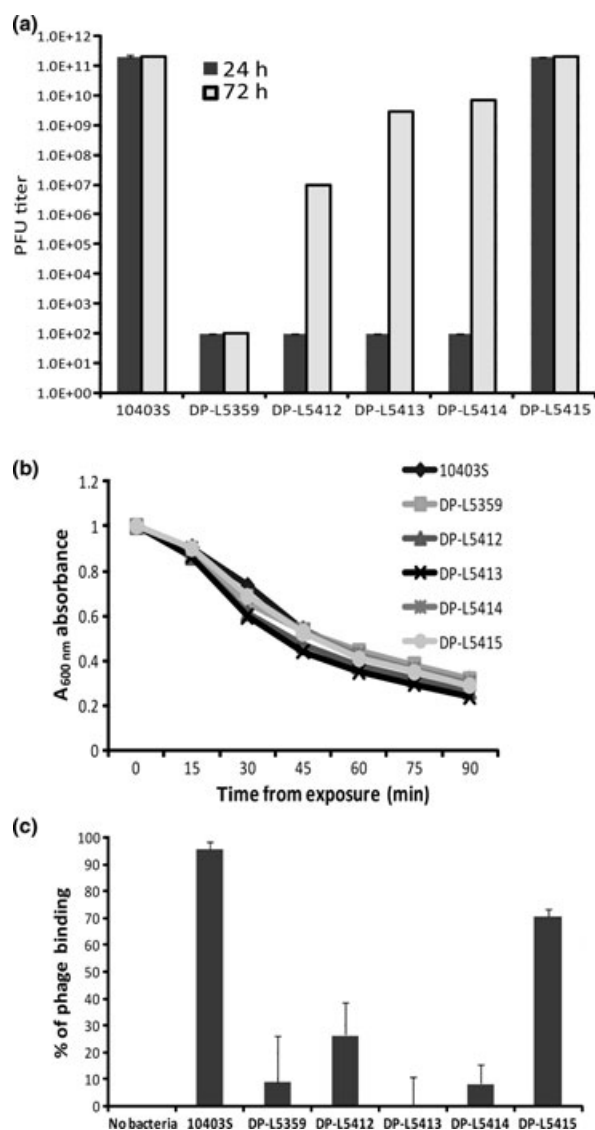 (a)
1.0E+12
1.0E+11
1.0E+10
1.0E+09
1.0E+08
1.0E+07
1.0E+06
1.0E+05
1.0E+04
1.0E+03
1.0E+02
1.0E+01
1.0E+00
PFU titer
24 h
72 h
10403S DP-L5359 DP-L5412 DP-L5413 DP-L5414 DP-L5415
(b)
1.2
1
0.8
0.6
0.4
0.2
0
A600 nm absorbance
10403S
DP-L5359
DP-L5412
DP-L5413
DP-L5414
DP-L5415
0 15 30 45 60 75 90
Time from exposure (min)
(c)
100
90
80
70
60
50
40
30
20
10
0
% of phage binding
No bacteria 10403S DP-L5359 DP-L5412 DP-L5413 DP-L5414 DP-L5415